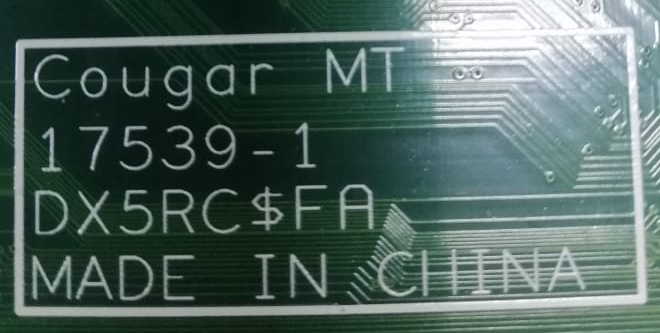 Cougar MT
17539-1
DX5RC$FA
MADE IN CHINA